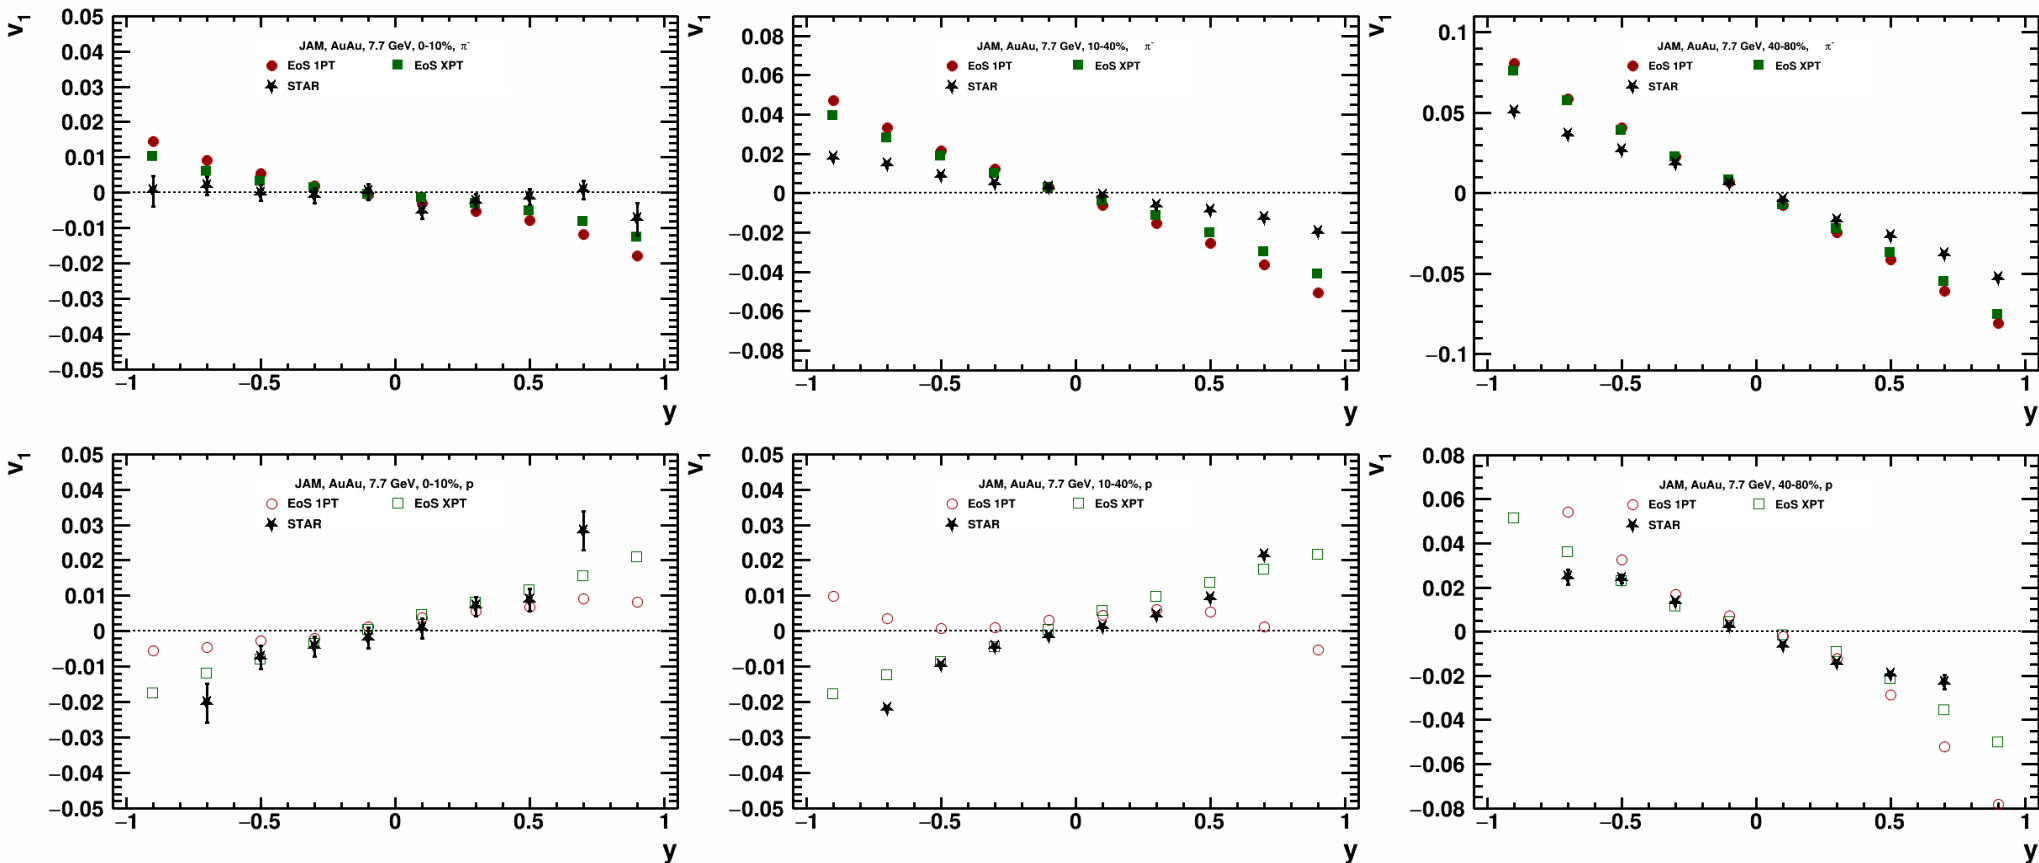 v1
0.05
0.04
0.03
0.02
0.01
0
−0.01
−0.02
−0.03
−0.04
−0.05
JAM, AuAu, 7.7 GeV, 0-10%, π-
EoS 1PT EoS XPT
STAR
−1 −0.5 0 0.5 1
y
v1
0.08
0.06
0.04
0.02
0
−0.02
−0.04
−0.06
−0.08
JAM, AuAu, 7.7 GeV, 10-40%, π-
EoS 1PT EoS XPT
STAR
−1 −0.5 0 0.5 1
y
v1
0.1
0.05
0
−0.05
−0.1
JAM, AuAu, 7.7 GeV, 40-80%, π-
EoS 1PT EoS XPT
STAR
−1 −0.5 0 0.5 1
y
v1
0.05
0.04
0.03
0.02
0.01
0
−0.01
−0.02
−0.03
−0.04
−0.05
JAM, AuAu, 7.7 GeV, 0-10%, p
EoS 1PT EoS XPT
STAR
−1 −0.5 0 0.5 1
y
v1
0.05
0.04
0.03
0.02
0.01
0
−0.01
−0.02
−0.03
−0.04
−0.05
JAM, AuAu, 7.7 GeV, 10-40%, p
EoS 1PT EoS XPT
STAR
−1 −0.5 0 0.5 1
y
v1
0.08
0.06
0.04
0.02
0
−0.02
−0.04
−0.06
−0.08
JAM, AuAu, 7.7 GeV, 40-80%, p
EoS 1PT EoS XPT
STAR
−1 −0.5 0 0.5 1
y